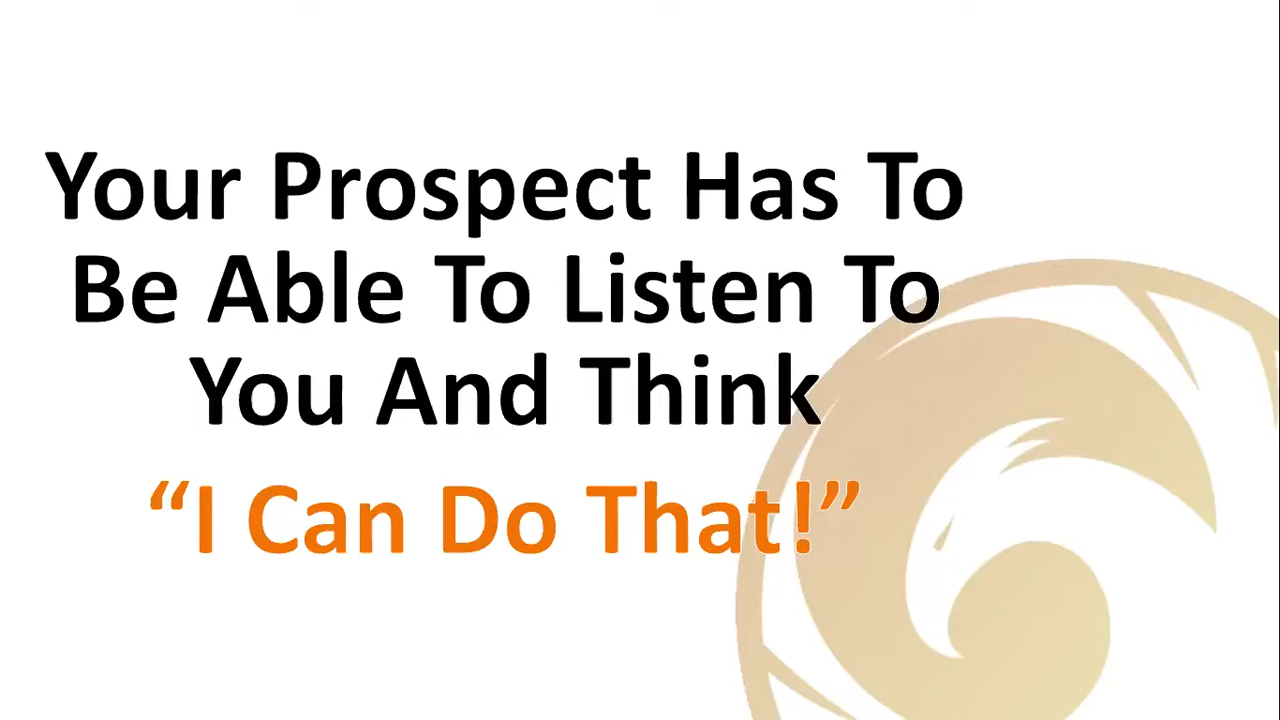 Your Prospect Has To
Be Able To Listen To
You And Think
“I Can Do That!”